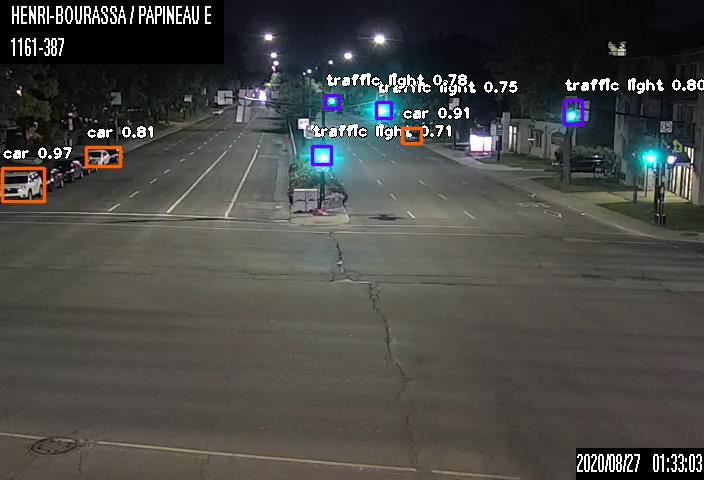 HENRI-BOURASSA / PAPINEAU E
1161-387
traffic light 0.78
traffic light 0.75
traffic light 0.80
car 0.91
traffic light 0.71
car 0.81
car 0.97
2020/08/27 01:33:03